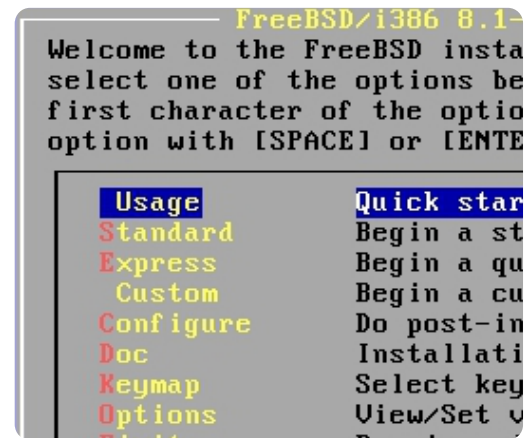 FreeBSD/i386 8.1-
Welcome to the FreeBSD insta
select one of the options be
first character of the optio
option with [SPACE] or [ENTE
Usage Quick star
Standard Begin a st
Express Begin a qu
Custom Begin a cu
Configure Do post-in
Doc Installati
Keymap Select key
Options View/Set v